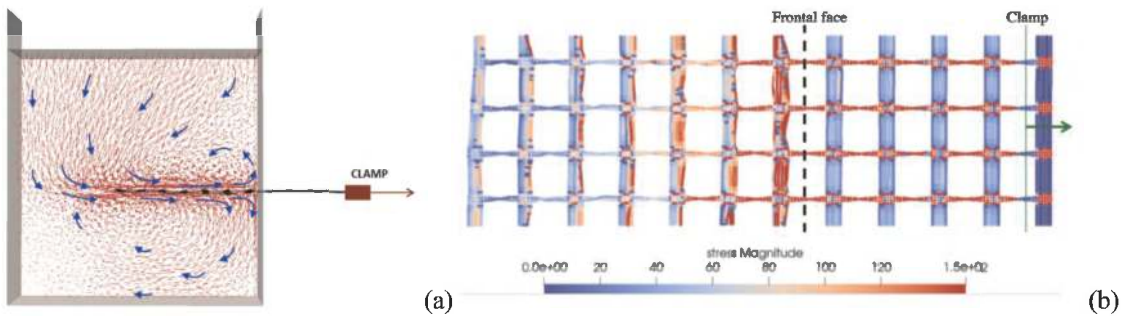 CLAMP
(a)
Frontal face
Clamp
stress Magnitude
0.0e+00 20 40 60 80 100 120 1.5e+02
(b)